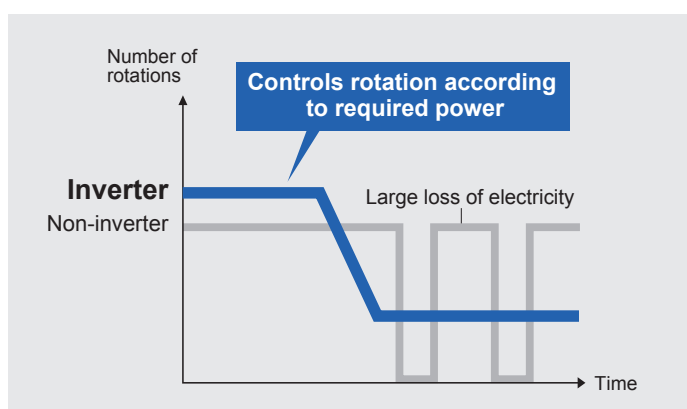 Number of
rotations
Controls rotation according
to required power
Inverter
Large loss of electricity
Non-inverter
Time